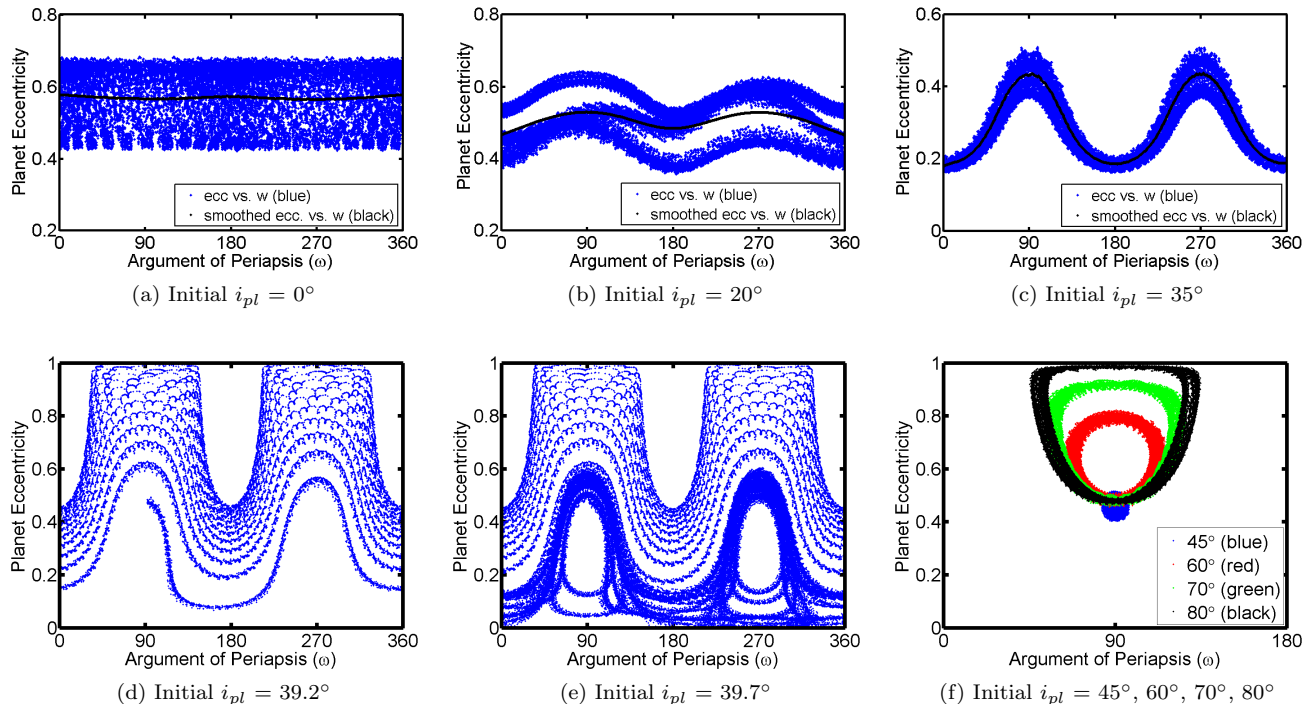 0.8
0.6
0.4
0.2
Planet Eccentricity
ecc vs. w (blue)
smoothed ecc. vs. w (black)
0 90 180 270 360
Argument of Periapsis (ω)
(a) Initial i_pl = 0°
0.8
0.6
0.4
0.2
Planet Eccentricity
ecc vs. w (blue)
smoothed ecc vs. w (black)
0 90 180 270 360
Argument of Periapsis (ω)
(b) Initial i_pl = 20°
0.6
0.4
0.2
0
Planet Eccentricity
ecc vs. w (blue)
smoothed ecc vs. w (black)
0 90 180 270 360
Argument of Pieriapsis (ω)
(c) Initial i_pl = 35°
1
0.8
0.6
0.4
0.2
0
Planet Eccentricity
0 90 180 270 360
Argument of Periapsis (ω)
(d) Initial i_pl = 39.2°
1
0.8
0.6
0.4
0.2
0
Planet Eccentricity
0 90 180 270 360
Argument of Periapsis (ω)
(e) Initial i_pl = 39.7°
1
0.8
0.6
0.4
0.2
0
Planet Eccentricity
45° (blue)
60° (red)
70° (green)
80° (black)
0 90 180
Argument of Periapsis (ω)
(f) Initial i_pl = 45°, 60°, 70°, 80°